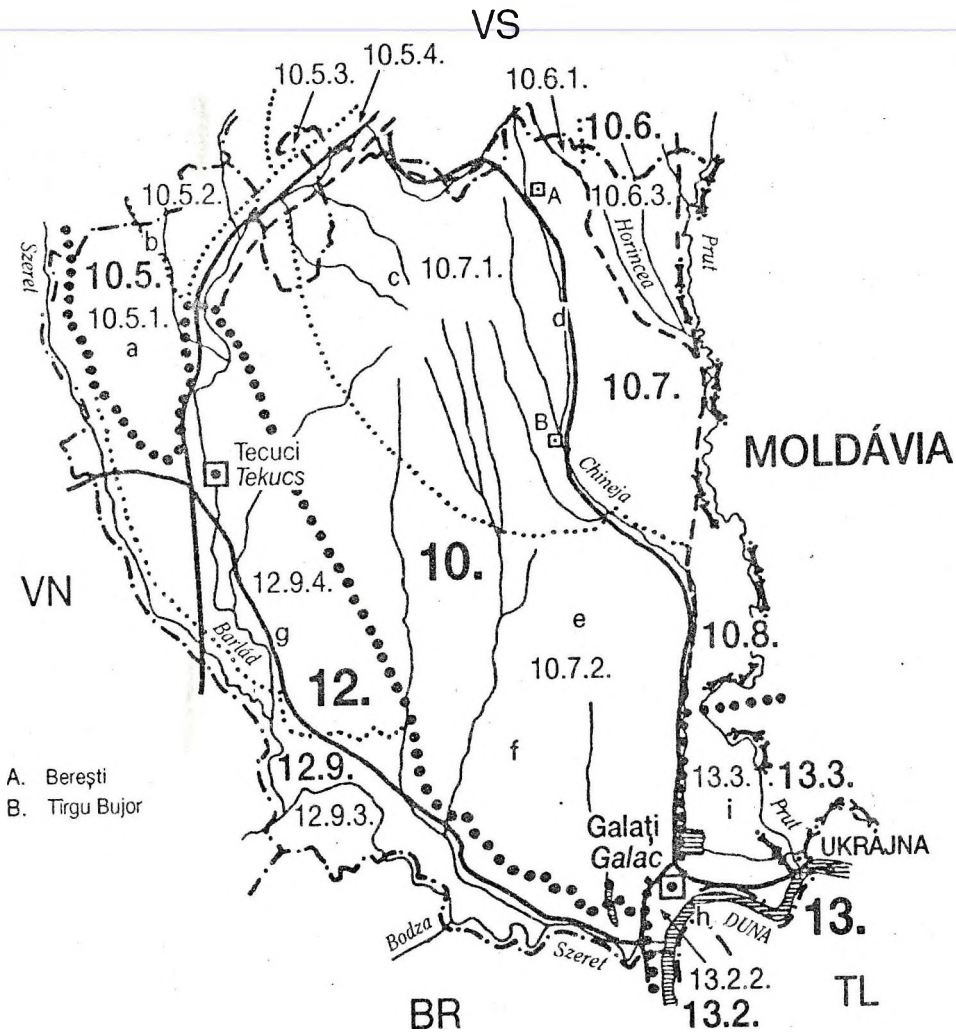 VS
10.5.3.
10.5.4.
10.6.1.
10.6.
10.5.2.
A
10.6.3.
b
Szeret
Horincea
Prut
10.5.
c
10.7.1.
10.5.1.
a
d
10.7.
B
Tecuci
Tekucs
MOLDÁVIA
Chineja
10.
VN
12.9.4.
g
e
10.8.
Barlád
10.7.2.
12.
f
A. Bereşti
B. Tîrgu Bujor
12.9.
13.3.
13.3.
i
12.9.3.
Prut
Galaţi
Galac
UKRAJNA
h
DUNA
13.
Bodza
Szeret
13.2.2.
TL
BR
13.2.